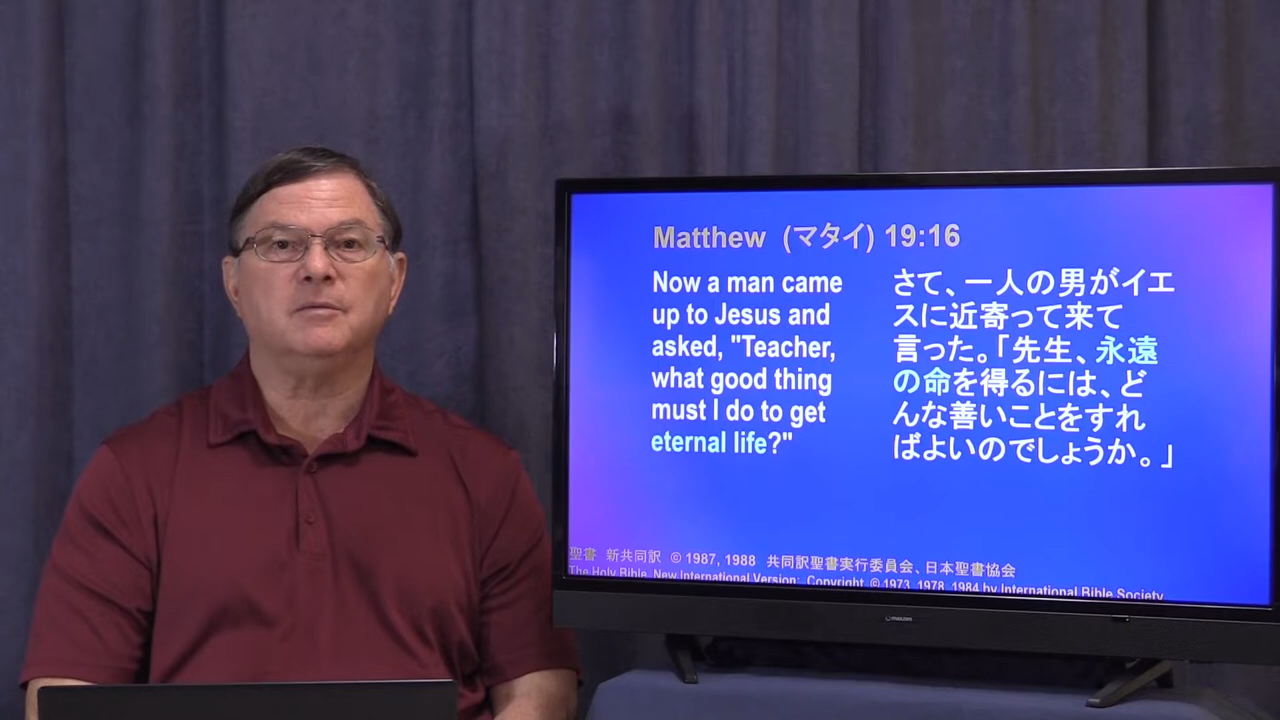 Matthew (マタイ) 19:16
Now a man came
up to Jesus and
asked, "Teacher,
what good thing
must I do to get
eternal life?"
さて、一人の男がイエ
スに近寄って来て
言った。「先生、永遠
の命を得るには、ど
んな善いことをすれ
ばよいのでしょうか。」
聖書 新共同訳 © 1987, 1988 共同訳聖書実行委員会、日本聖書協会
The Holy Bible, New International Version; Copyright © 1973, 1978, 1984 by International Bible Society
maxzen